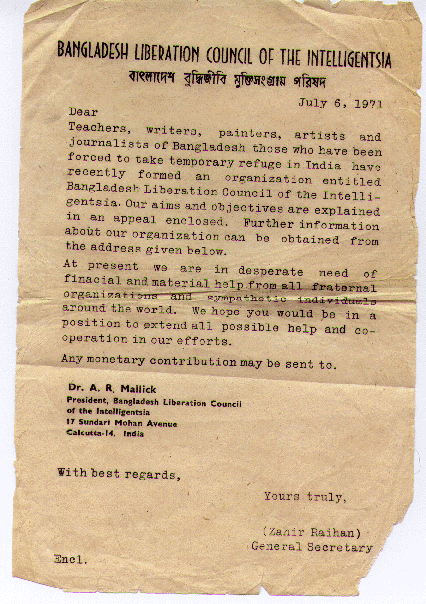 BANGLADESH LIBERATION COUNCIL OF THE INTELLIGENTSIA
বাংলাদেশ বুদ্ধিজীবি মুক্তিসংগ্রাম পরিষদ
July 6, 1971
Dear
Teachers, writers, painters, artists and
journalists of Bangladesh those who have been
forced to take temporary refuge in India have
recently formed an organization entitled
Bangladesh Liberation Council of the Intelli-
gentsia. Our aims and objectives are explained
in an appeal enclosed. Further information
about our organization can be obtained from
the address given below.
At present we are in desperate need of
finacial and material help from all fraternal
organizations and sympathetic individuals
around the world. We hope you would be in a
position to extend all possible help and co-
operation in our efforts.
Any monetary contribution may be sent to.
Dr. A. R. Mallick
President, Bangladesh Liberation Council
of the Intelligentsia
17 Sundari Mohan Avenue
Calcutta-14. India
With best regards,
Yours truly,
(Zahir Raihan)
General Secretary
Encl.